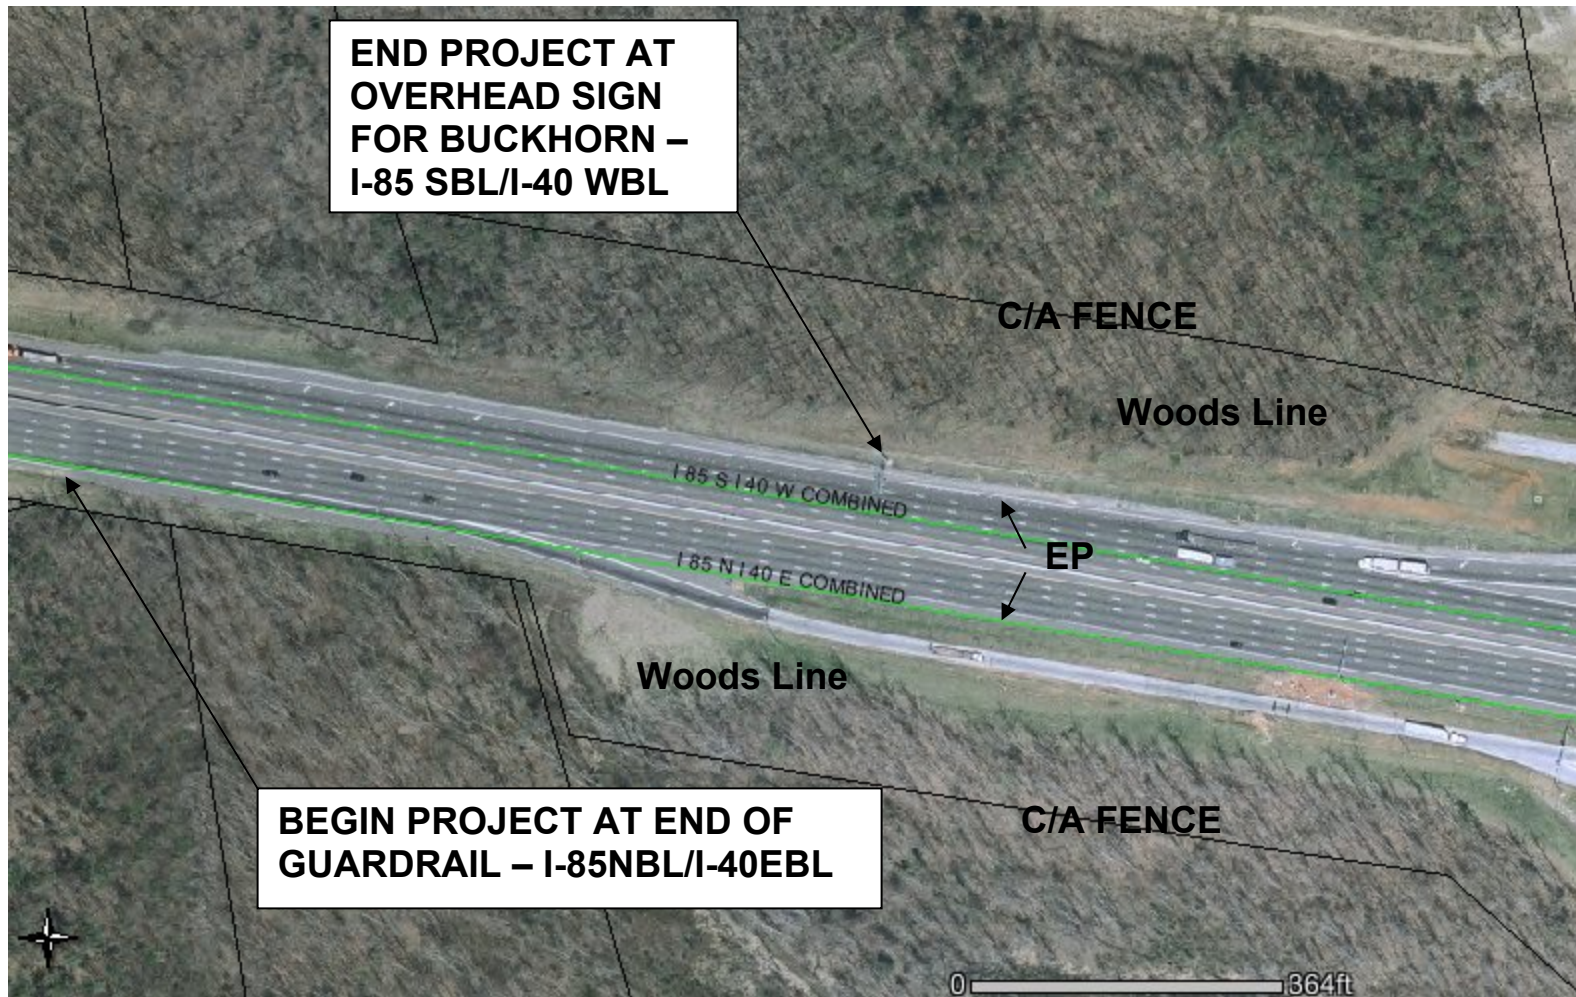 END PROJECT AT
OVERHEAD SIGN
FOR BUCKHORN –
I-85 SBL/I-40 WBL
C/A FENCE
Woods Line
I 85 S I 40 W COMBINED
EP
I 85 N I 40 E COMBINED
Woods Line
BEGIN PROJECT AT END OF
GUARDRAIL – I-85NBL/I-40EBL
C/A FENCE
0 364ft